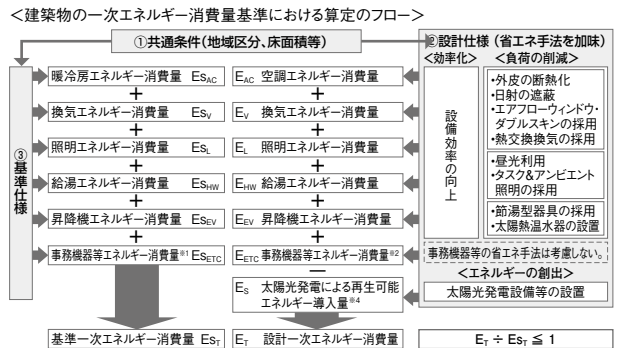 ＜建築物の一次エネルギー消費量基準における算定のフロー＞
①共通条件（地域区分、床面積等）
②設計仕様（省エネ手法を加味）
＜効率化＞ ＜負荷の削減＞
③基準仕様
暖冷房エネルギー消費量 EsAC
EAC 空調エネルギー消費量
＋ ＋
換気エネルギー消費量 EsV
EV 換気エネルギー消費量
＋ ＋
照明エネルギー消費量 EsL
EL 照明エネルギー消費量
＋ ＋
給湯エネルギー消費量 EsHW
EHW 給湯エネルギー消費量
＋ ＋
昇降機エネルギー消費量 EsEV
EEV 昇降機エネルギー消費量
＋ ＋
事務機器等エネルギー消費量※1 EsETC
EETC 事務機器等エネルギー消費量※2
－
ES 太陽光発電による再生可能
エネルギー導入量※4
設備効率の向上
・外皮の断熱化
・日射の遮蔽
・エアフローウィンドウ・
ダブルスキンの採用
・熱交換換気の採用
・昼光利用
・タスク&アンビエント
照明の採用
・節湯型器具の採用
・太陽熱温水器の設置
事務機器等の省エネ手法は考慮しない。
＜エネルギーの創出＞
太陽光発電設備等の設置
基準一次エネルギー消費量 EsT
ET 設計一次エネルギー消費量
ET ÷ EsT ≦ 1